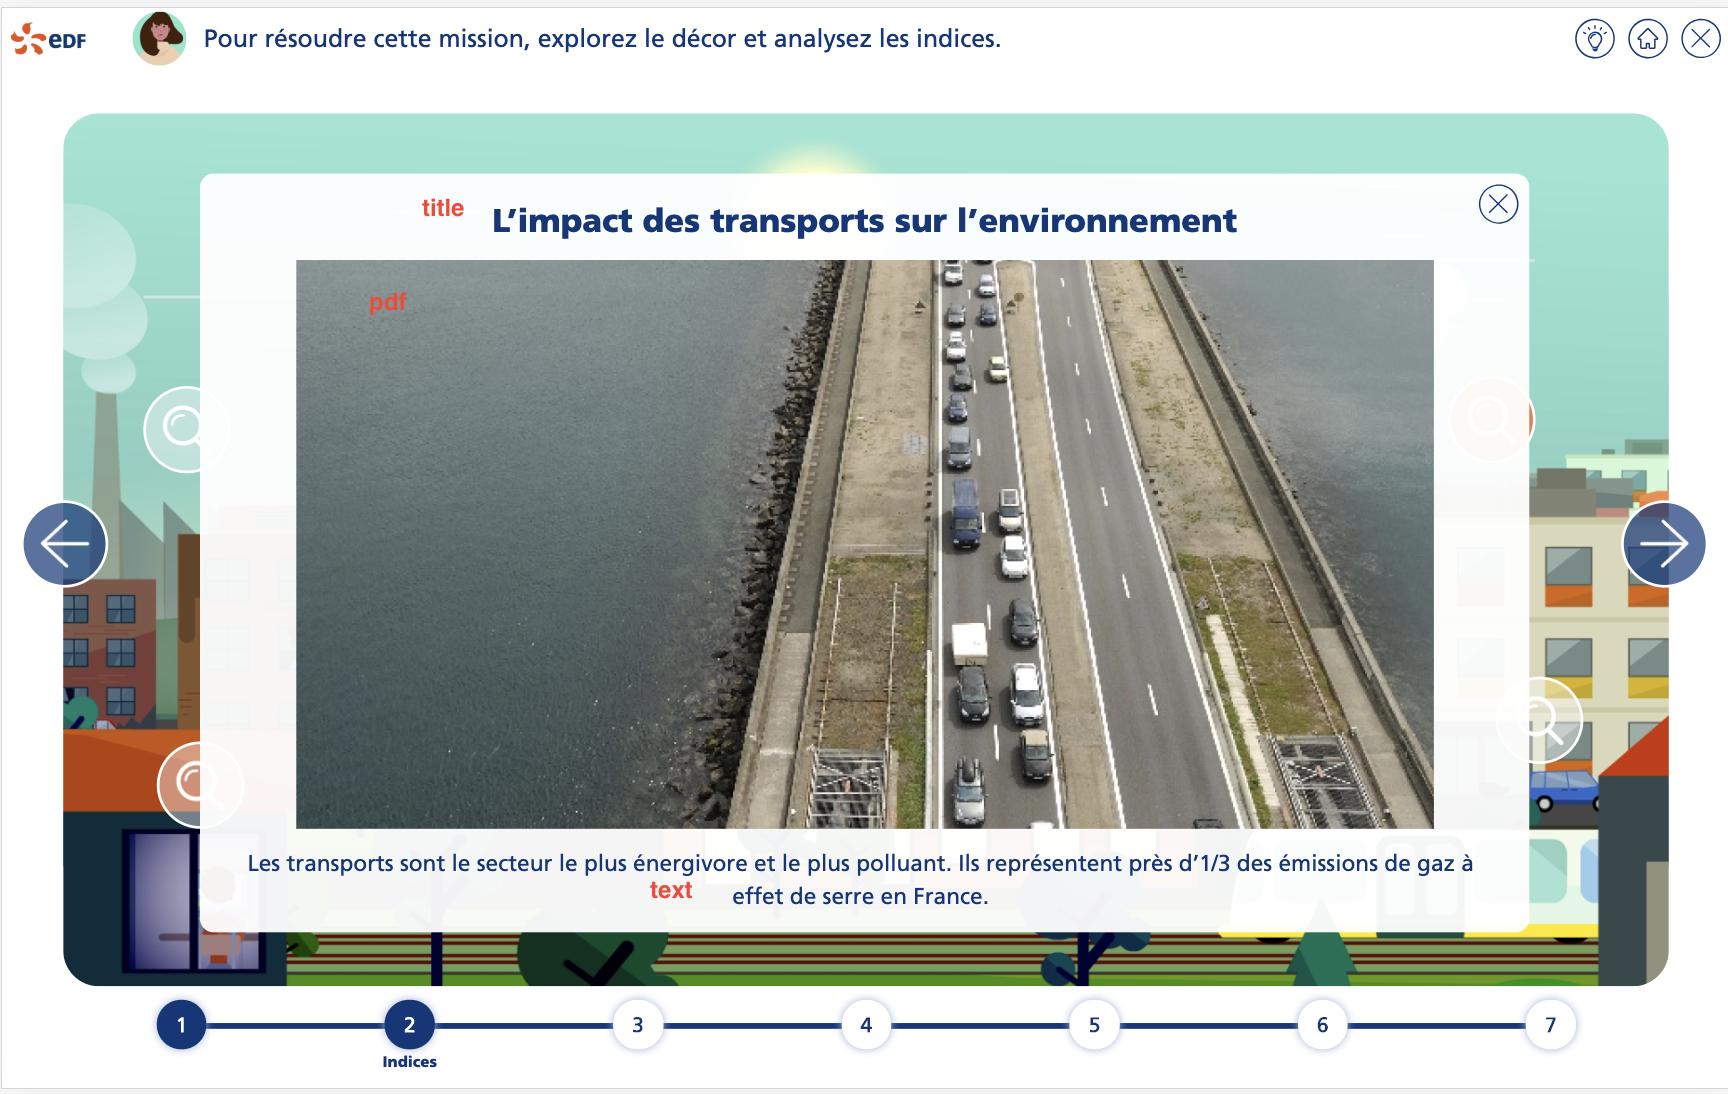 eDF
Pour résoudre cette mission, explorez le décor et analysez les indices.
title
L’impact des transports sur l’environnement
pdf
Les transports sont le secteur le plus énergivore et le plus polluant. Ils représentent près d’1/3 des émissions de gaz à
text
effet de serre en France.
1
2
3
4
5
6
7
Indices